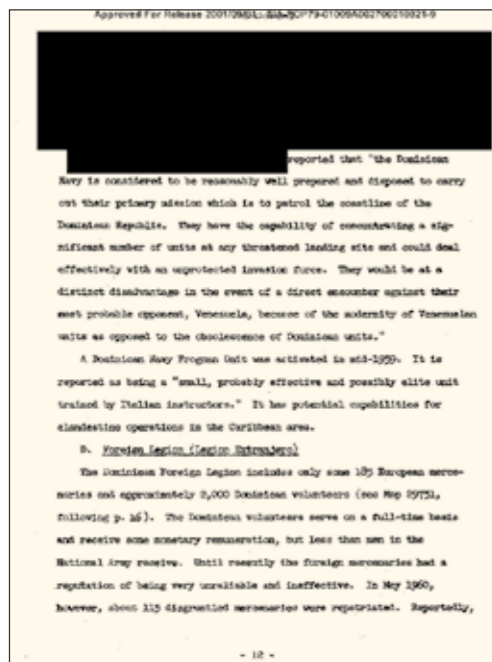 Approved For Release
reported that "the Dominican
Navy is considered to be reasonably well prepared and disposed to carry
out their primary mission which is to patrol the coastline of the
Dominican Republic. They have the capability of concentrating a sig-
nificant number of units at any threatened landing site and could deal
effectively with an unprotected invasion force. They would be at a
distinct disadvantage in the event of a direct encounter against their
most probable opponent, Venezuela, because of the modernity of Venezuelan
units as opposed to the obsolescence of Dominican units."
A Dominican Navy Frogman Unit was activated in mid-1959. It is
reported as being a "small, probably effective and possibly elite unit
trained by Italian instructors." It has potential capabilities for
clandestine operations in the Caribbean area.
Foreign Legion (Legion Extranjero)
The Dominican Foreign Legion includes only some 185 European merce-
naries and approximately 2,000 Dominican volunteers (see Map 29751,
following p. 16). The Dominican volunteers serve on a full-time basis
and receive some monetary remuneration, but less than men in the
National Army receive. Until recently the foreign mercenaries had a
reputation of being very unreliable and ineffective. In May 1960,
however, about 115 disgruntled mercenaries were repatriated. Reportedly,
- 12 -